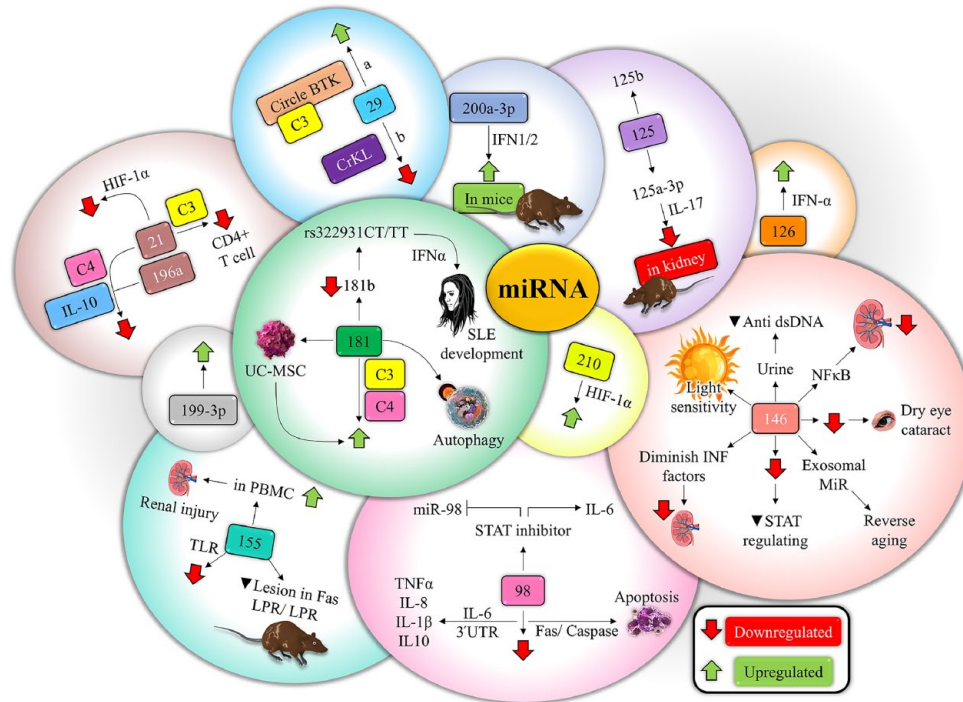 a
Circle BTK
C3
29
b
CrKL
200a-3p
IFN1/2
In mice
125b
125
125a-3p
IL-17
in kidney
IFN-α
126
HIF-1α
C3
21
CD4+
T cell
C4
196a
IL-10
rs322931CT/TT
IFNα
181b
SLE
development
181
UC-MSC
C3
C4
Autophagy
miRNA
210
HIF-1α
199-3p
▼Anti dsDNA
Urine
NFκB
Light
sensitivity
146
Dry eye
cataract
Diminish INF
factors
Exosomal
MiR
▼STAT
regulating
Reverse
aging
in PBMC
Renal injury
155
TLR
▼Lesion in Fas
LPR/ LPR
miR-98
IL-6
STAT inhibitor
98
TNFα
IL-8
IL-1β
IL10
IL-6
3'UTR
Fas/ Caspase
Apoptosis
Downregulated
Upregulated